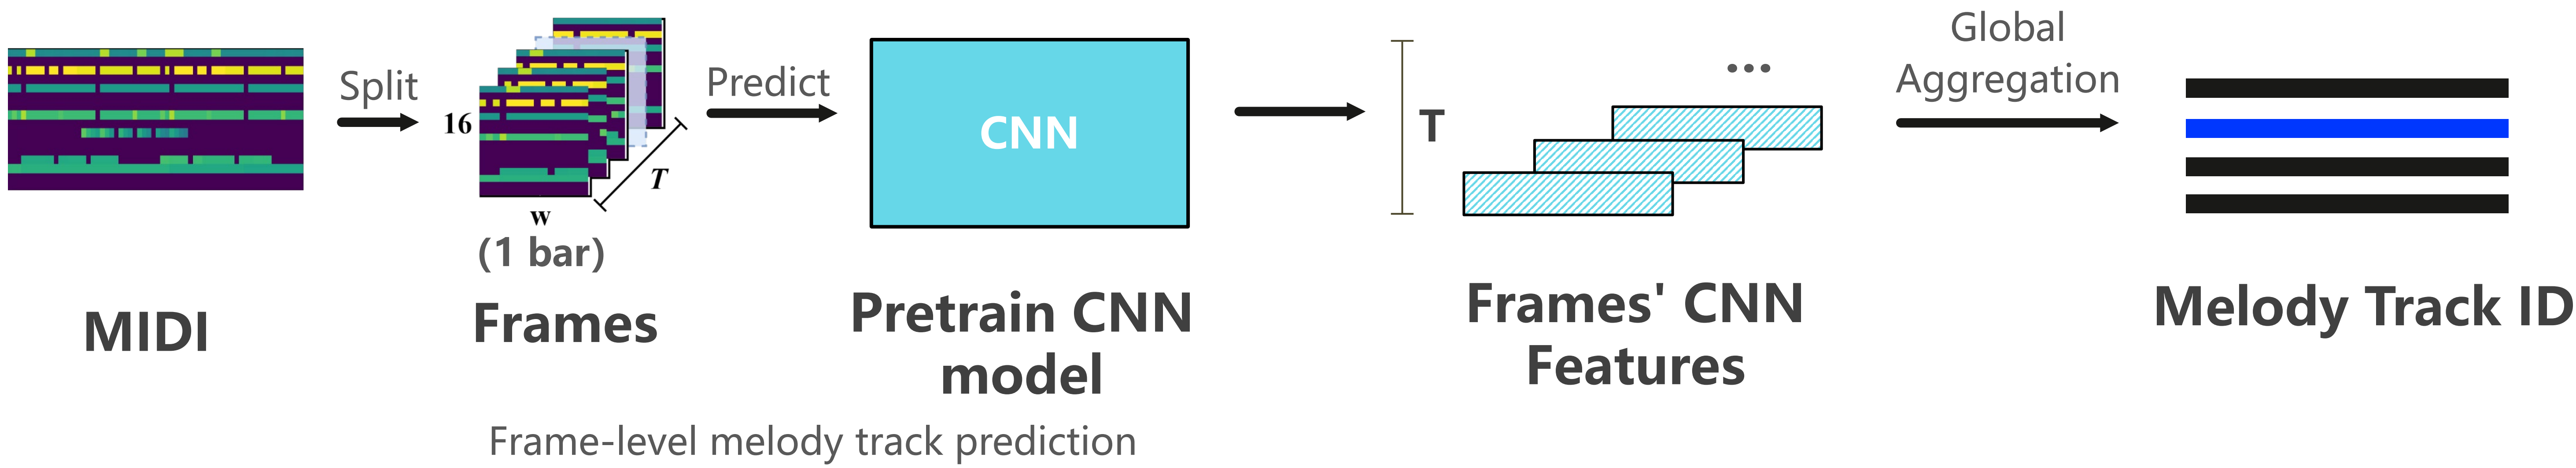 Split
16
w
(1 bar)
T
Predict
CNN
T
...
Global
Aggregation
MIDI
Frames
Pretrain CNN
model
Frames' CNN
Features
Melody Track ID
Frame-level melody track prediction